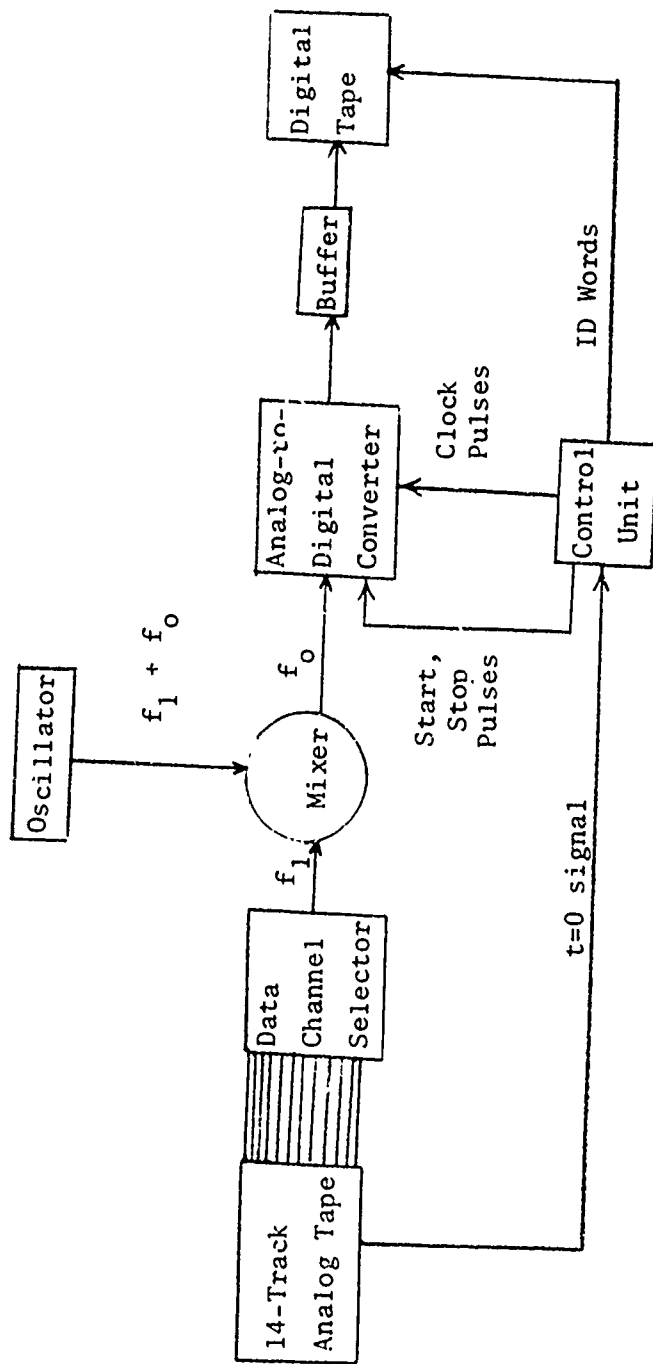 Oscillator
f1 + fo
14-Track
Analog Tape
Data
Channel
Selector
f1
Mixer
fo
Analog-to-
Digital
Converter
Buffer
Digital
Tape
Start,
Stop
Pulses
Clock
Pulses
t=0 signal
Control
Unit
ID Words